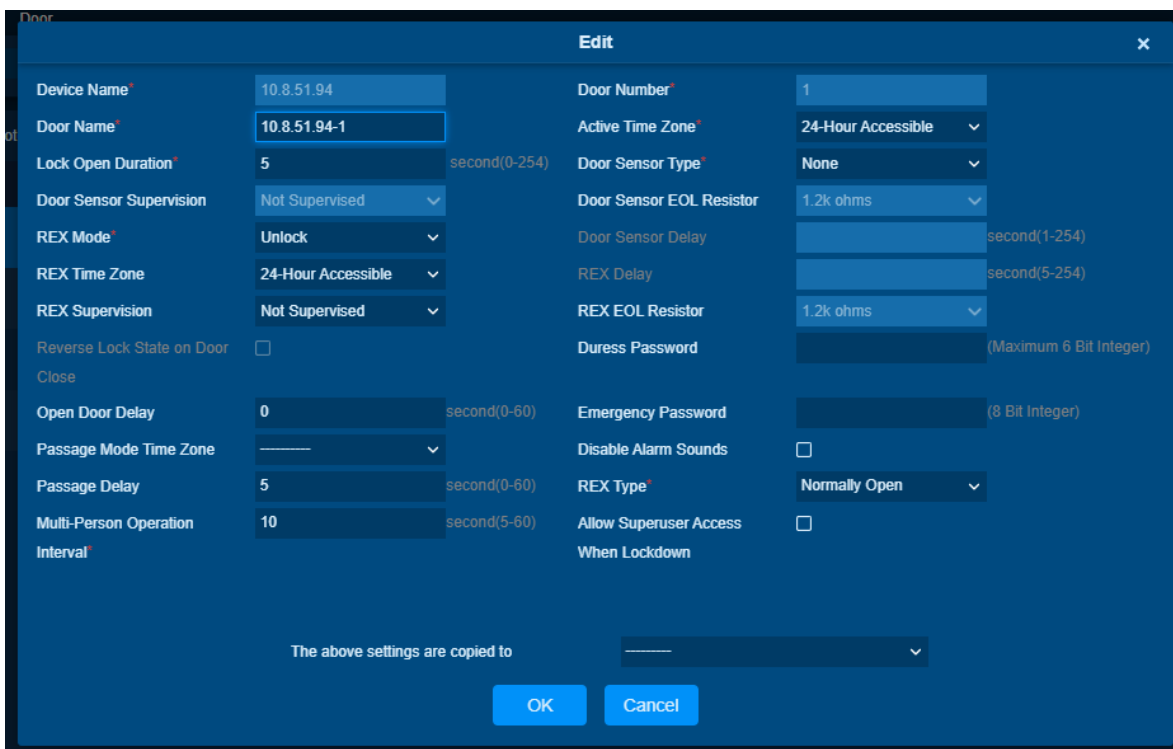 Door
Edit ×
Device Name* 10.8.51.94 Door Number* 1
ot
Door Name* 10.8.51.94-1 Active Time Zone* 24-Hour Accessible
Lock Open Duration* 5 second(0-254) Door Sensor Type* None
Door Sensor Supervision Not Supervised Door Sensor EOL Resistor 1.2k ohms
REX Mode* Unlock Door Sensor Delay second(1-254)
REX Time Zone 24-Hour Accessible REX Delay second(5-254)
REX Supervision Not Supervised REX EOL Resistor 1.2k ohms
Reverse Lock State on Door Duress Password (Maximum 6 Bit Integer)
Close
Open Door Delay 0 second(0-60) Emergency Password (8 Bit Integer)
Passage Mode Time Zone --------- Disable Alarm Sounds
Passage Delay 5 second(0-60) REX Type* Normally Open
Multi-Person Operation 10 second(5-60) Allow Superuser Access
Interval* When Lockdown
The above settings are copied to ---------
OK Cancel